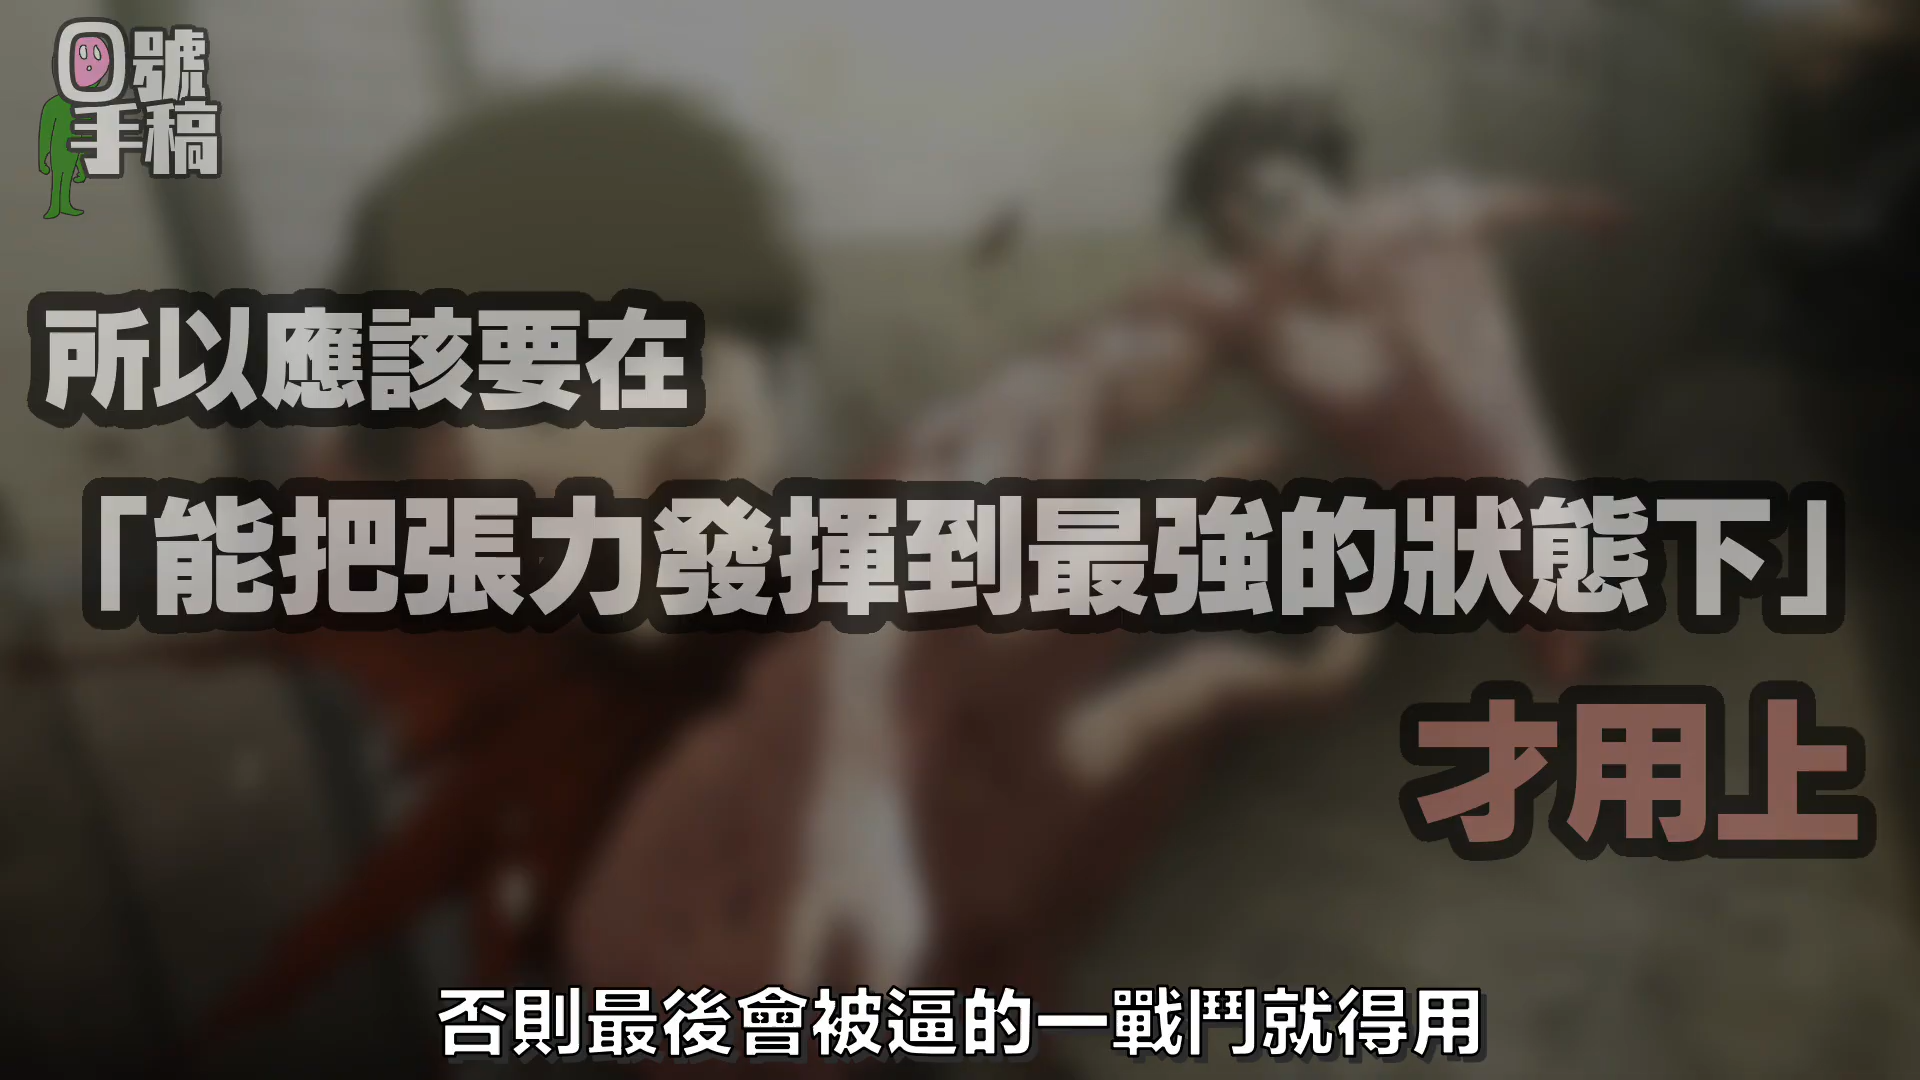 0號
手稿
所以應該要在
「能把張力發揮到最強的狀態下」
才用上
否則最後會被逼的一戰鬥就得用